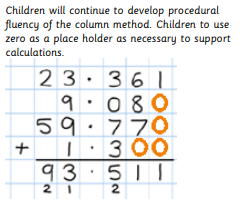 Children will continue to develop procedural
fluency of the column method. Children to use
zero as a place holder as necessary to support
calculations.
23.361
9.080
59.770
+ 1.300
93.511
2 1 2